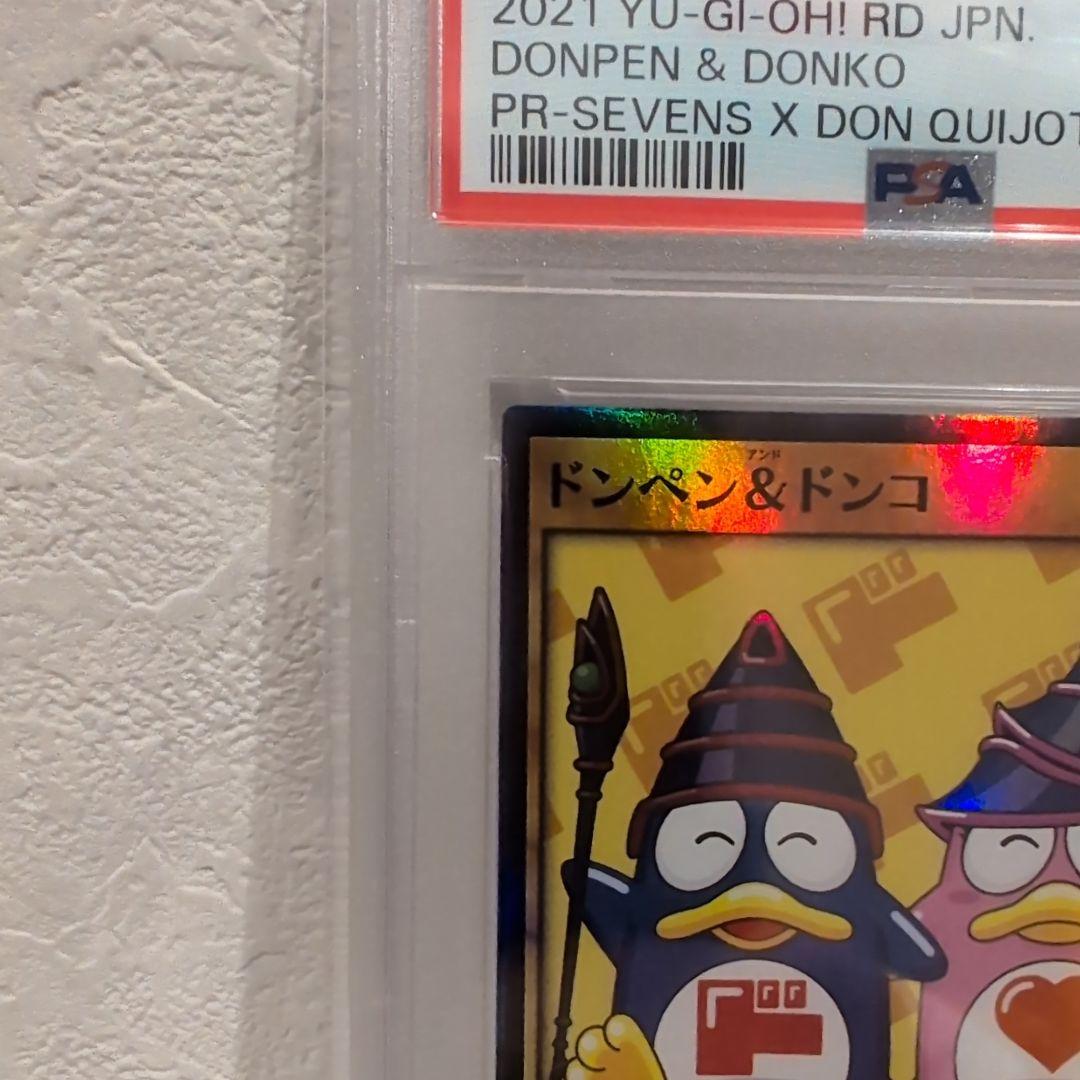 2021 YU-GI-OH! RD JPN.
DONPEN & DONKO
PR-SEVENS X DON QUIJOT
PSA
アンド
ドンペン&ドンコ
ド